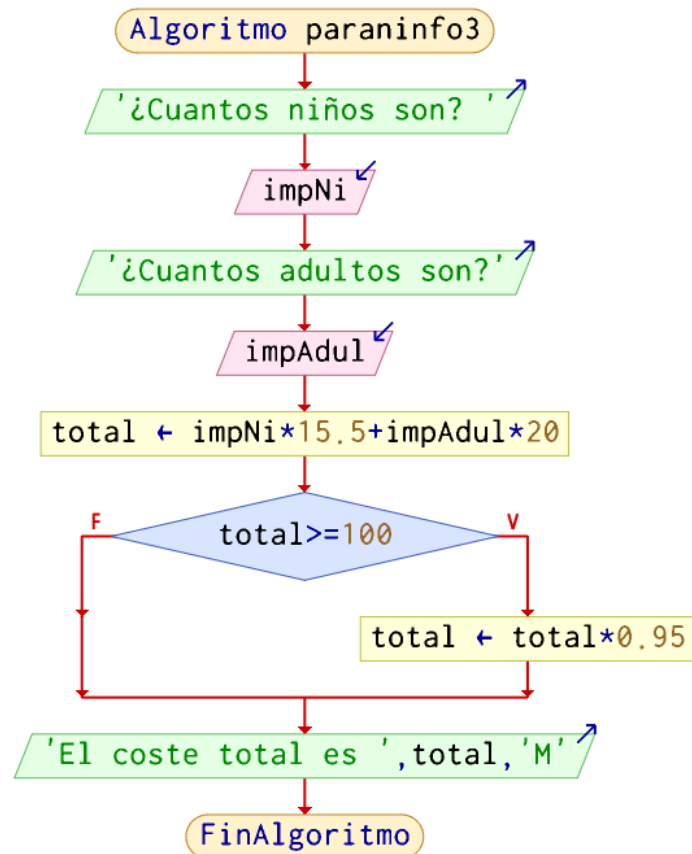 Algoritmo paraninfo3
'¿Cuantos niños son? '
impNi
'¿Cuantos adultos son?'
impAdul
total ← impNi*15.5+impAdul*20
F
total>=100
V
total ← total*0.95
'El coste total es ',total,'M'
FinAlgoritmo